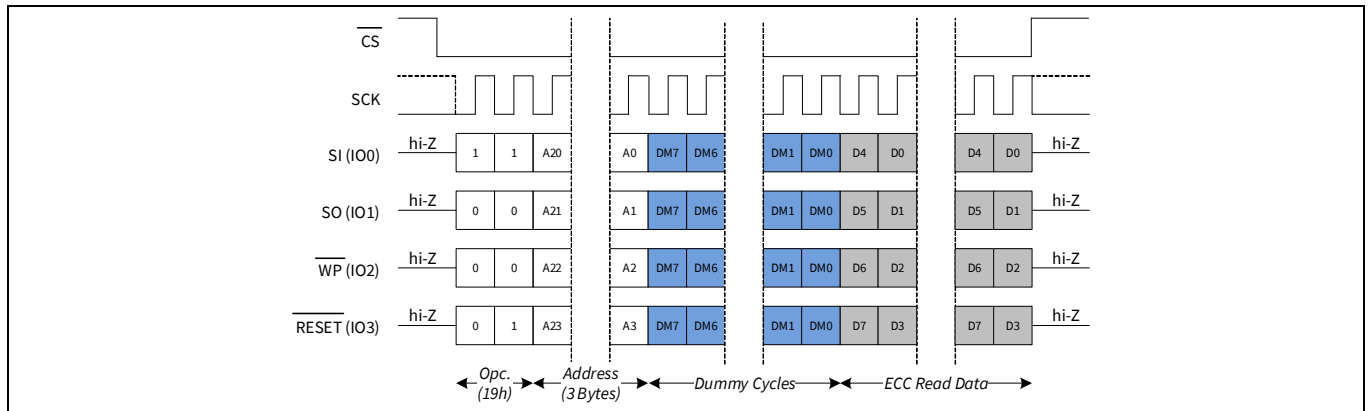 CS
SCK
SI (IO0) hi-Z 1 1 A20 A0 DM7 DM6 DM1 DM0 D4 D0 D4 D0 hi-Z
SO (IO1) hi-Z 0 0 A21 A1 DM7 DM6 DM1 DM0 D5 D1 D5 D1 hi-Z
WP (IO2) hi-Z 0 0 A22 A2 DM7 DM6 DM1 DM0 D6 D2 D6 D2 hi-Z
RESET (IO3) hi-Z 0 1 A23 A3 DM7 DM6 DM1 DM0 D7 D3 D7 D3 hi-Z
Opc. Address Dummy Cycles ECC Read Data
(19h) (3 Bytes)